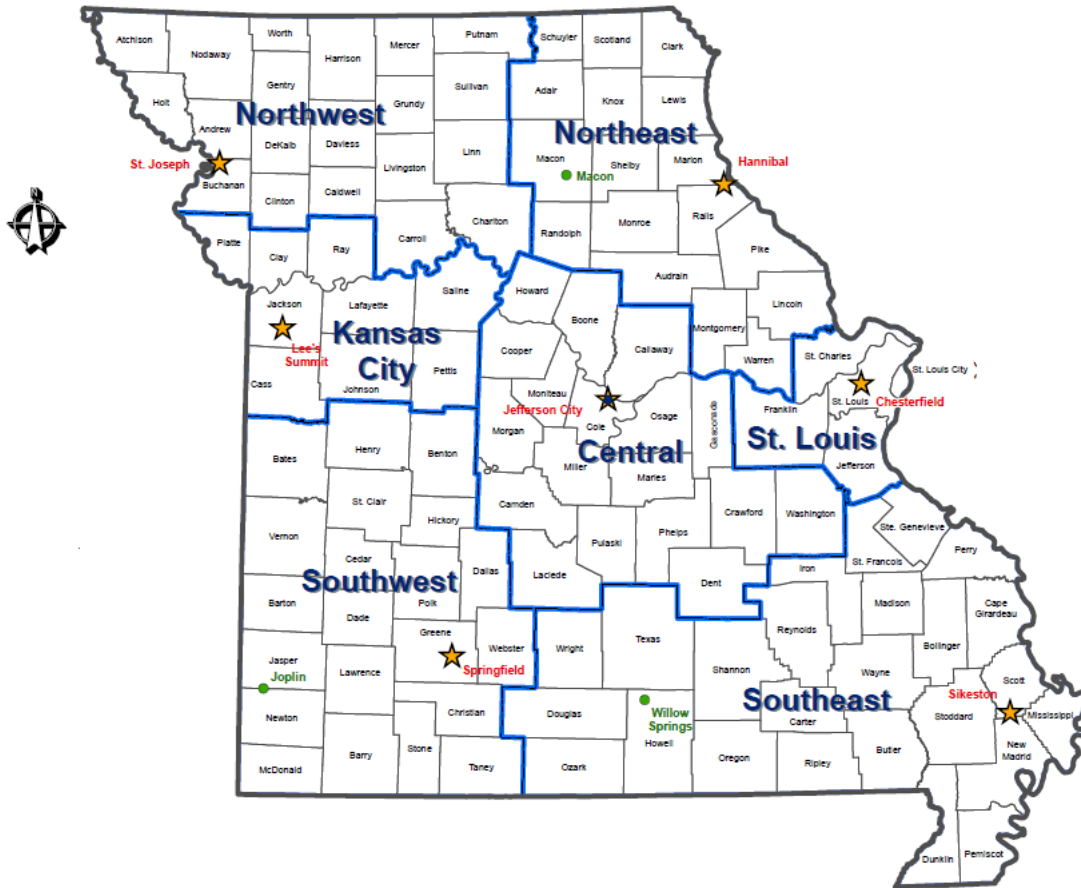 Atchison
Nodaway
Worth
Harrison
Mercer
Putnam
Schuyler
Scotland
Clark
Holt
Gentry
Grundy
Sullivan
Adair
Knox
Lewis
Andrew
Northwest
DeKalb
Daviess
Livingston
Linn
Northeast
Macon
Macon
Shelby
Marion
Hannibal
St. Joseph
Buchanan
Clinton
Caldwell
Carroll
Chariton
Randolph
Monroe
Ralls
Pike
Platte
Clay
Ray
Audrain
Jackson
Lafayette
Saline
Howard
Boone
Callaway
Montgomery
Lincoln
Warren
Kansas
City
Lee's
Summit
Cass
Johnson
Pettis
Cooper
Moniteau
Jefferson City
Cole
Osage
Gasconade
Franklin
St. Charles
St. Louis City
St. Louis
Chesterfield
Morgan
Central
Miller
Maries
St. Louis
Jefferson
Bates
Henry
Benton
Camden
St. Clair
Hickory
Pulaski
Phelps
Crawford
Washington
Ste. Genevieve
Perry
St. Francois
Vernon
Cedar
Southwest
Dallas
Laclede
Dent
Iron
Madison
Cape
Girardeau
Barton
Dade
Polk
Greene
Webster
Wright
Texas
Reynolds
Bollinger
Jasper
Joplin
Lawrence
Springfield
Shannon
Wayne
Southeast
Scott
Sikeston
Mississippi
Newton
Christian
Douglas
Willow
Springs
Howell
Carter
Stoddard
New
Madrid
McDonald
Barry
Stone
Taney
Ozark
Oregon
Ripley
Butler
Dunklin
Pemiscot